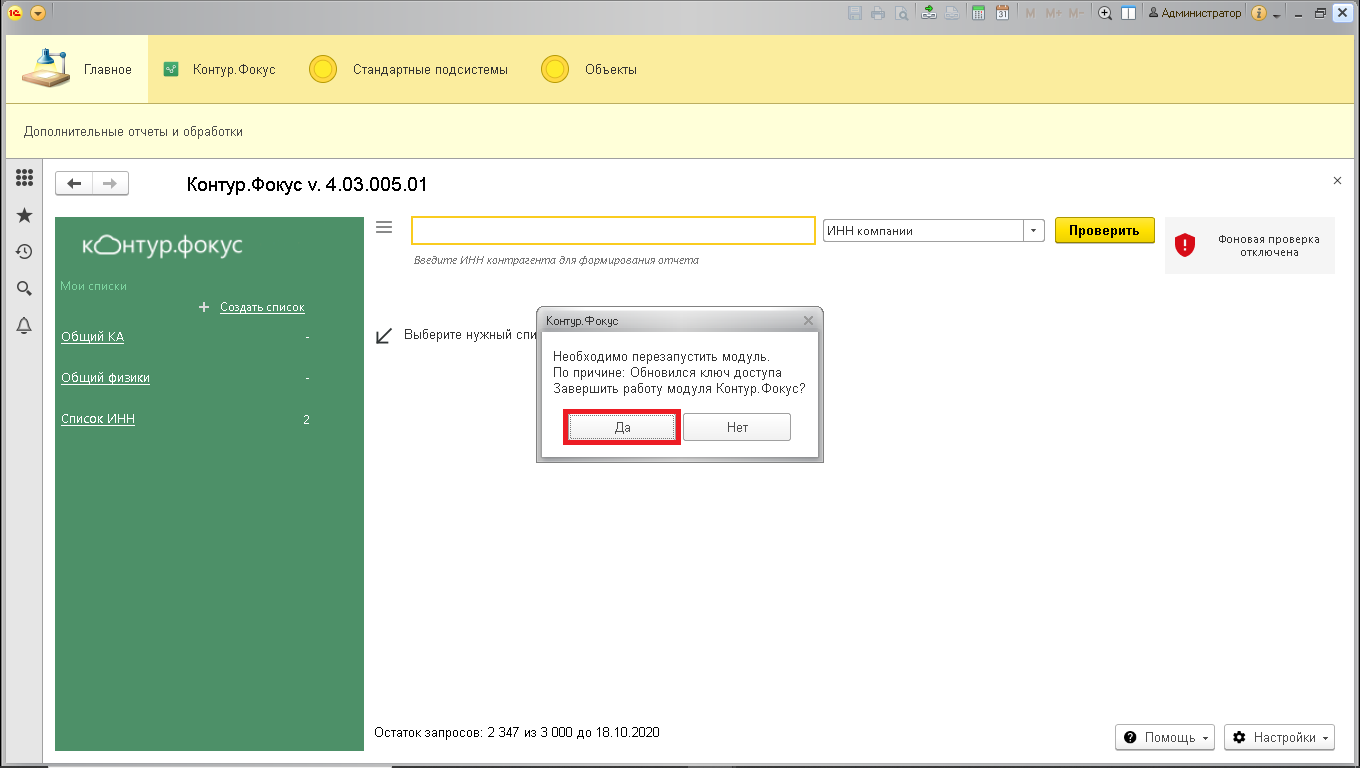 1С
31
M M+ M-
Администратор
Главное
Контур.Фокус
Стандартные подсистемы
Объекты
Дополнительные отчеты и обработки
Контур.Фокус v. 4.03.005.01
контур.фокус
Мои списки
+ Создать список
Общий КА -
Общий физики -
Список ИНН 2
ИНН компании
Проверить
Фоновая проверка
отключена
Введите ИНН контрагента для формирования отчета
Выберите нужный спи
Контур.Фокус
Необходимо перезапустить модуль.
По причине: Обновился ключ доступа
Завершить работу модуля Контур.Фокус?
Да
Нет
Остаток запросов: 2 347 из 3 000 до 18.10.2020
Помощь
Настройки